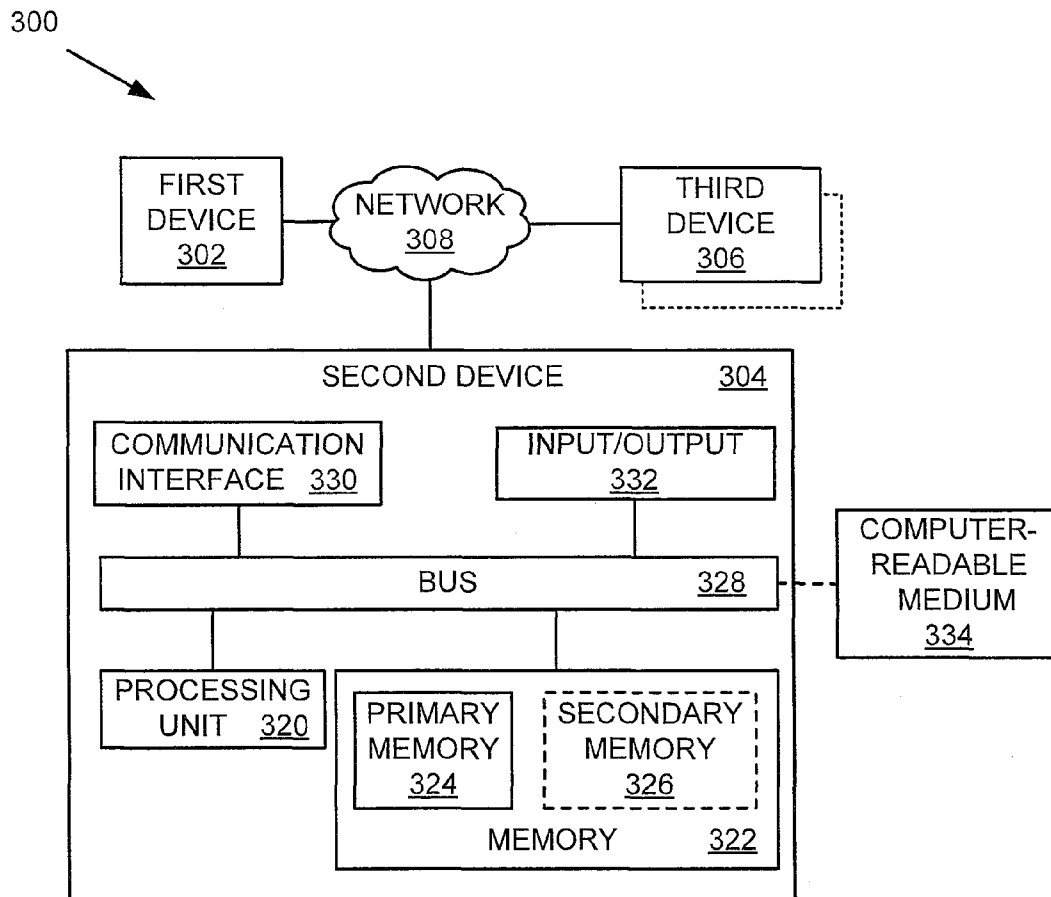 300
FIRST
DEVICE
302
NETWORK
308
THIRD
DEVICE
306
SECOND DEVICE 304
COMMUNICATION
INTERFACE 330
INPUT/OUTPUT
332
BUS 328
COMPUTER-
READABLE
MEDIUM
334
PROCESSING
UNIT 320
PRIMARY
MEMORY
324
SECONDARY
MEMORY
326
MEMORY 322